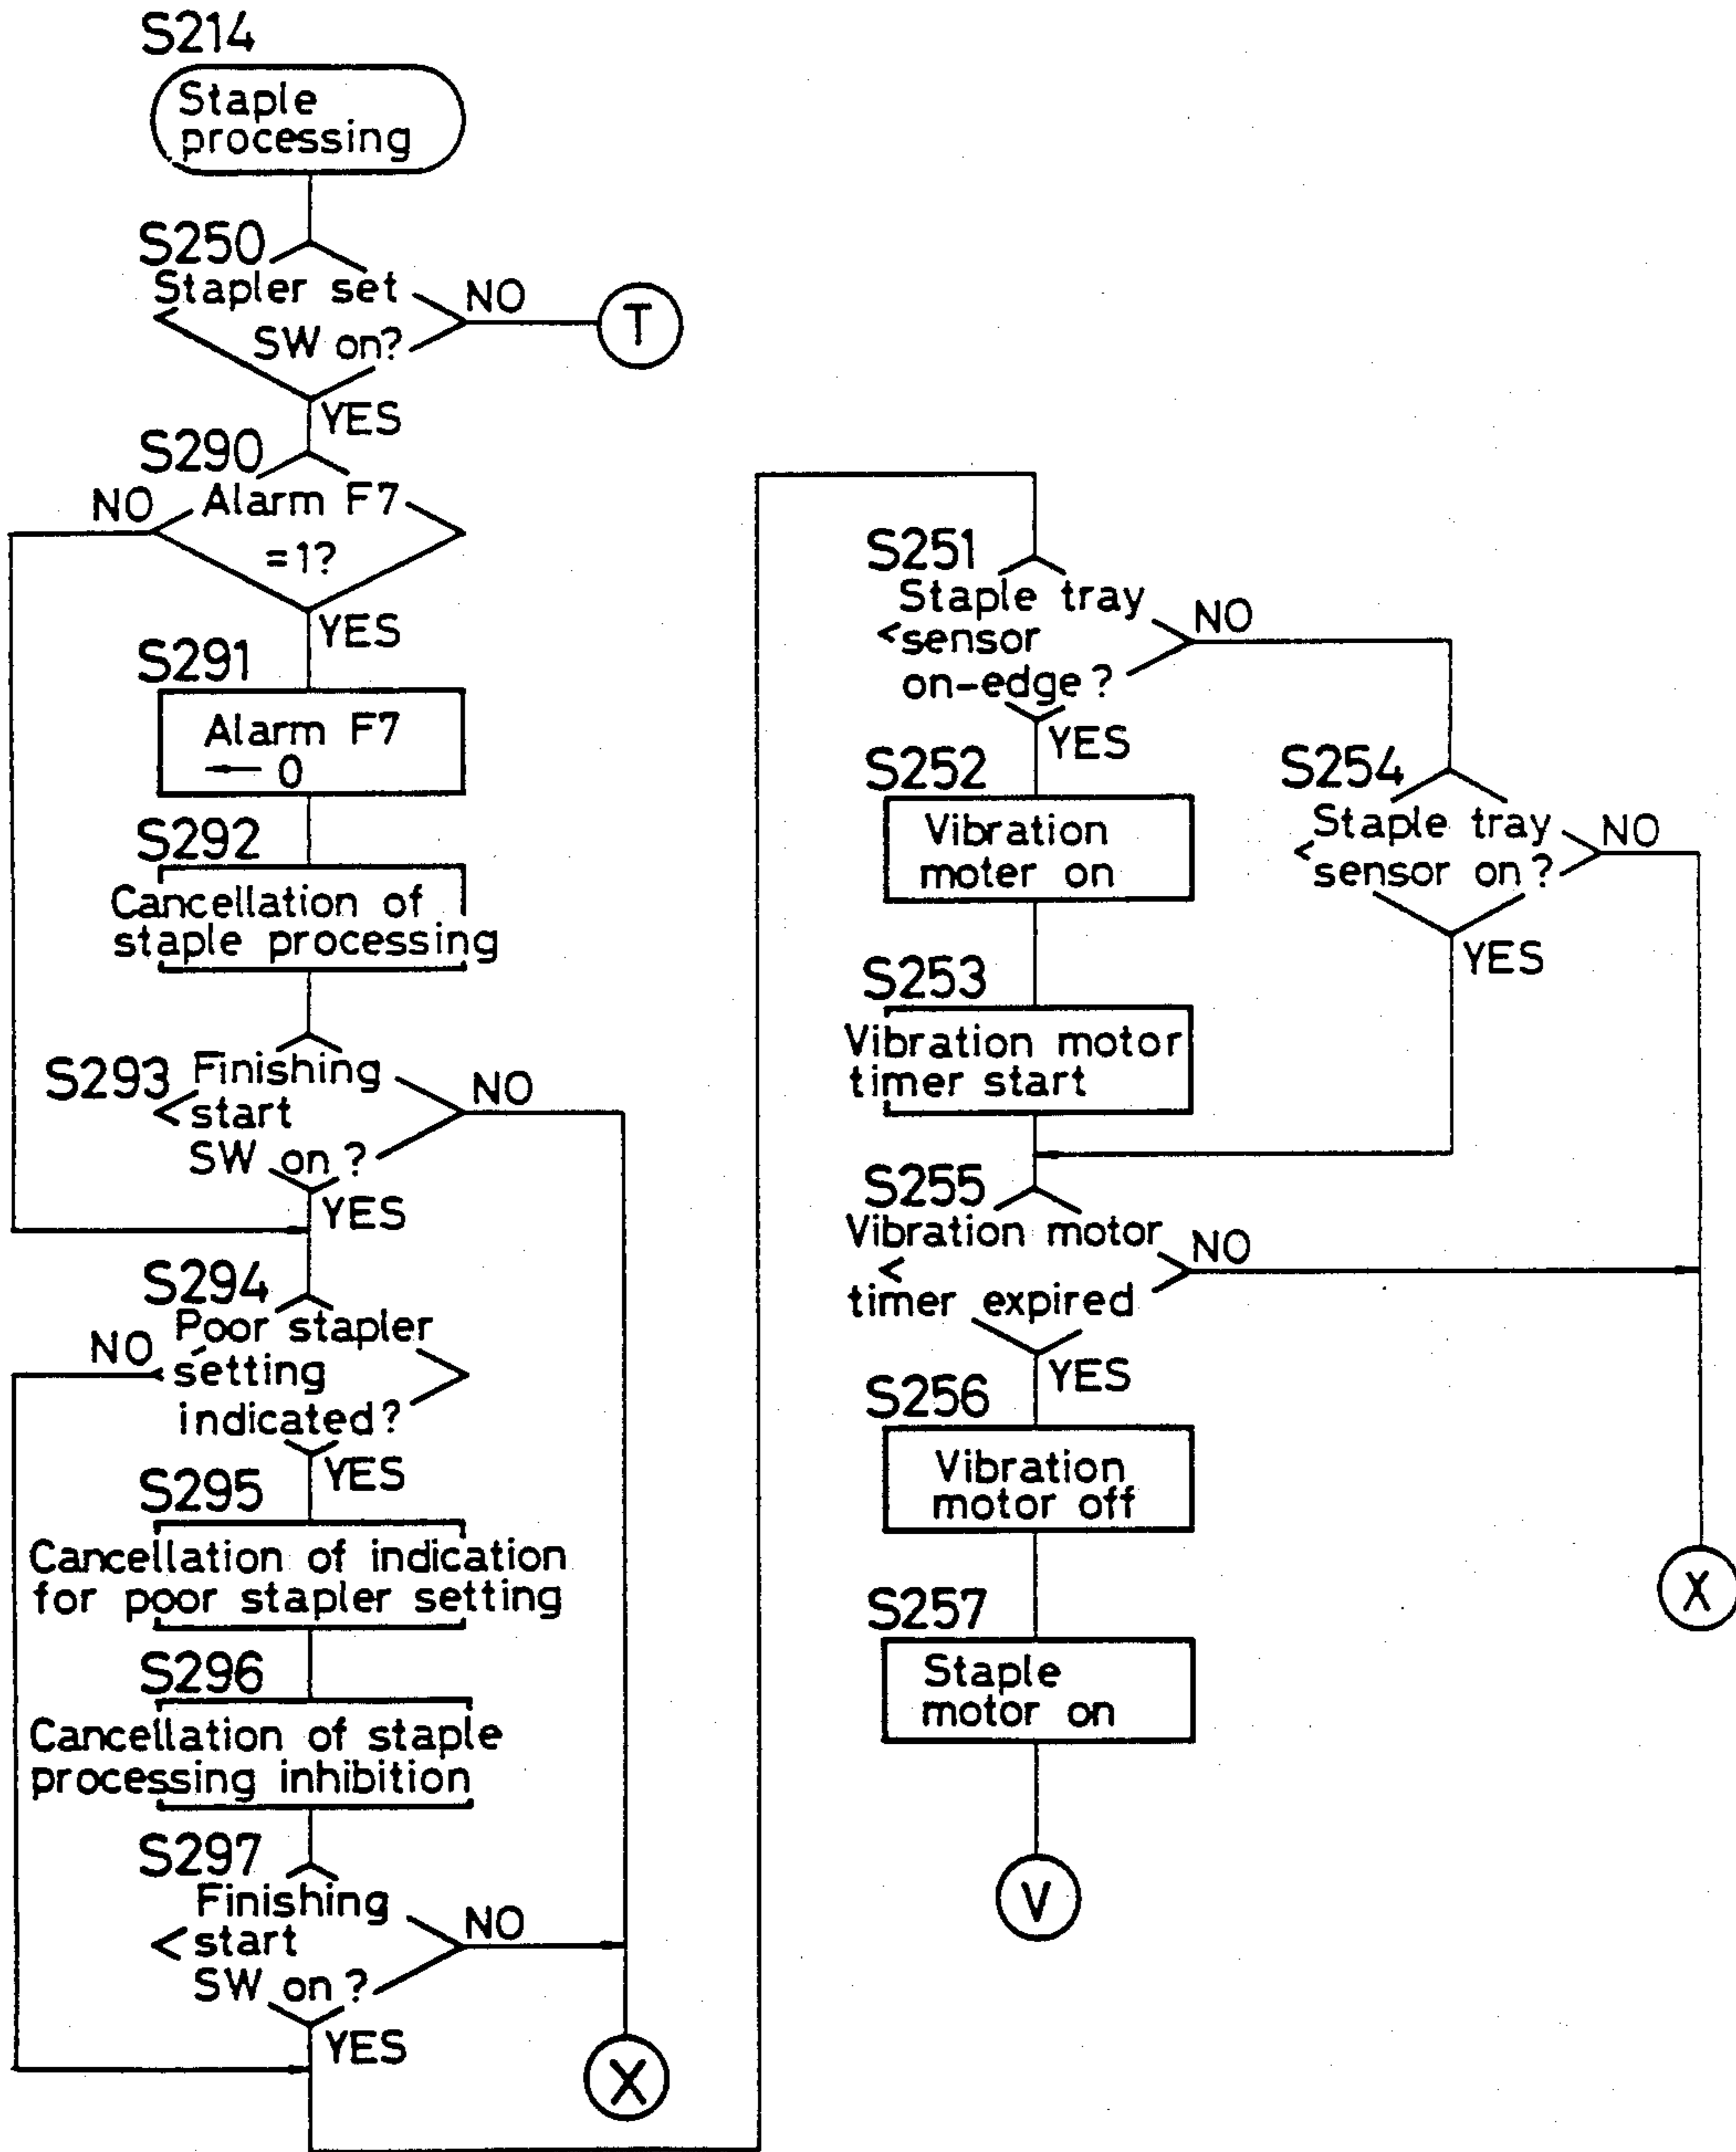 S214
Staple
processing
S250
Stapler set
SW on?
NO
T
YES
S290
NO
Alarm F7
=1?
YES
S291
Alarm F7
← 0
S292
Cancellation of
staple processing
S293
Finishing
start
SW on?
NO
YES
S294
NO
Poor stapler
setting
indicated?
YES
S295
Cancellation of indication
for poor stapler setting
S296
Cancellation of staple
processing inhibition
S297
Finishing
start
SW on?
NO
YES
X
S251
Staple tray
sensor
on-edge?
NO
YES
S252
Vibration
moter on
S253
Vibration motor
timer start
S254
Staple tray
sensor on?
NO
YES
S255
Vibration motor
timer expired
NO
YES
S256
Vibration
motor off
S257
Staple
motor on
V
X